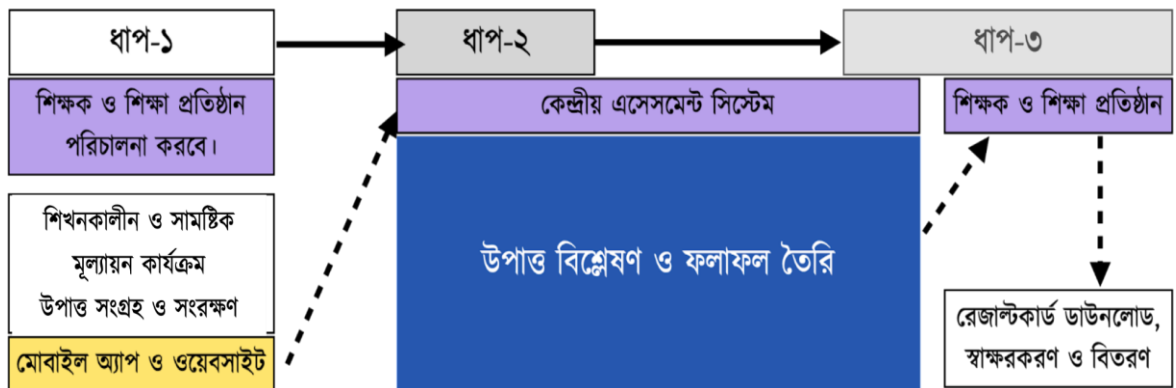 ধাপ-১
শিক্ষক ও শিক্ষা প্রতিষ্ঠান
পরিচালনা করবে।
শিখনকালীন ও সামষ্টিক
মূল্যায়ন কার্যক্রম
উপাত্ত সংগ্রহ ও সংরক্ষণ
মোবাইল অ্যাপ ও ওয়েবসাইট
ধাপ-২
কেন্দ্রীয় এসেসমেন্ট সিস্টেম
উপাত্ত বিশ্লেষণ ও ফলাফল তৈরি
ধাপ-৩
শিক্ষক ও শিক্ষা প্রতিষ্ঠান
রেজাল্টকার্ড ডাউনলোড,
স্বাক্ষরকরণ ও বিতরণ